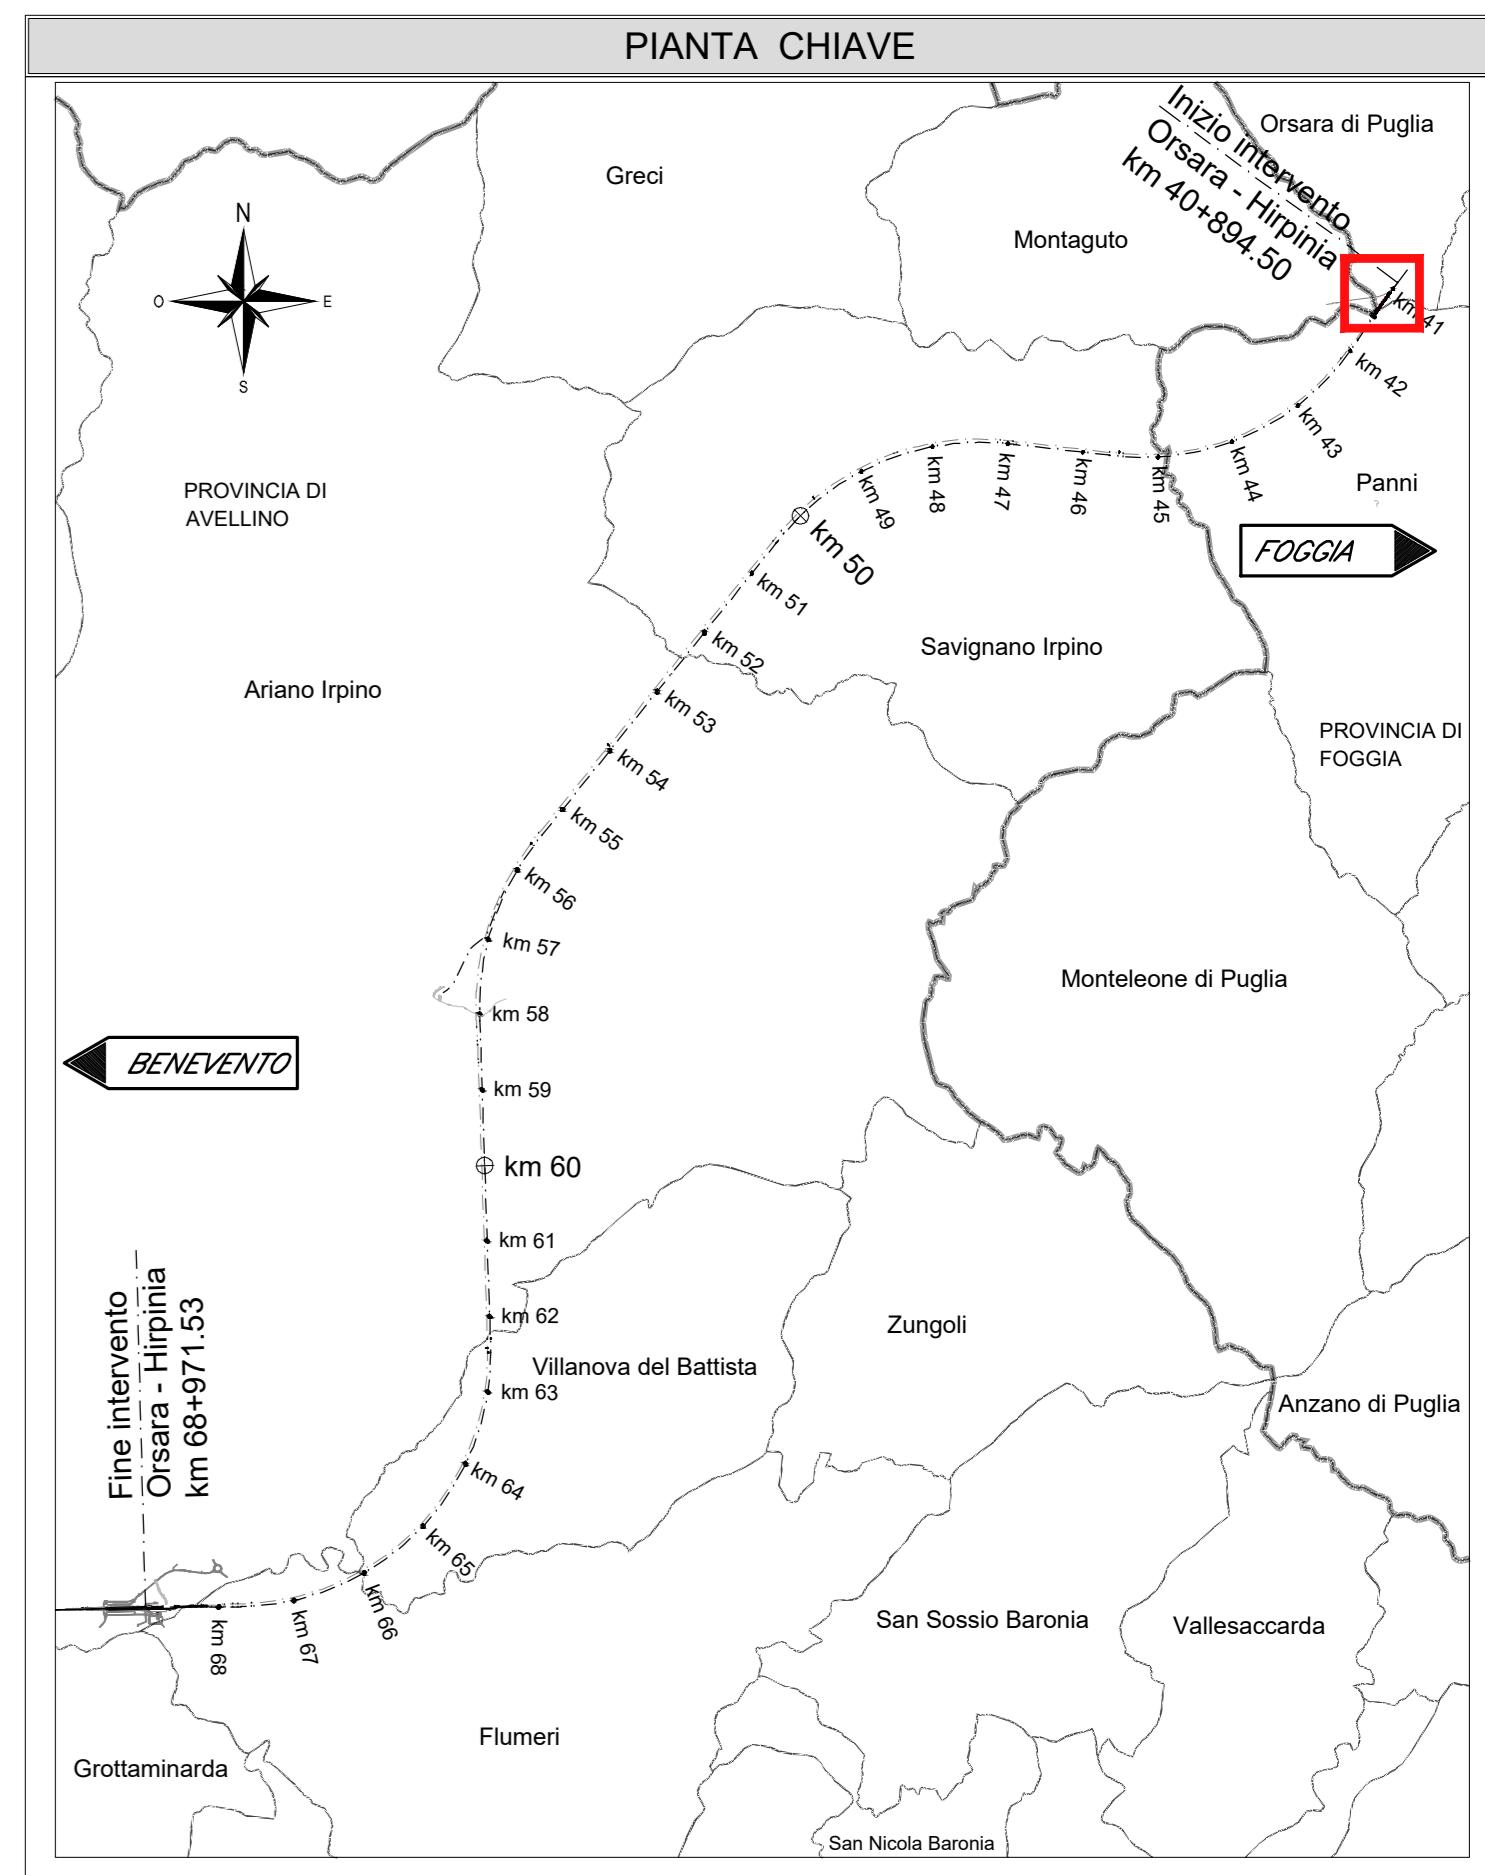 PIANTA CHIAVE
Inizio intervento
Orsara - Hirpinia
km 40+894.50
Orsara di Puglia
Greci
Montaguto
N
O
E
S
km 41
km 42
km 43
km 44
km 45
km 46
km 47
km 48
km 49
km 50
Panni
?
PROVINCIA DI
AVELLINO
FOGGIA
km 51
km 52
Savignano Irpino
Ariano Irpino
km 53
PROVINCIA DI
FOGGIA
km 54
km 55
km 56
km 57
Monteleone di Puglia
km 58
BENEVENTO
km 59
km 60
km 61
Fine intervento
Orsara - Hirpinia
km 68+971.53
km 62
Zungoli
Villanova del Battista
km 63
Anzano di Puglia
km 64
km 65
km 66
km 67
km 68
San Sossio Baronia
Vallesaccarda
Flumeri
Grottaminarda
San Nicola Baronia